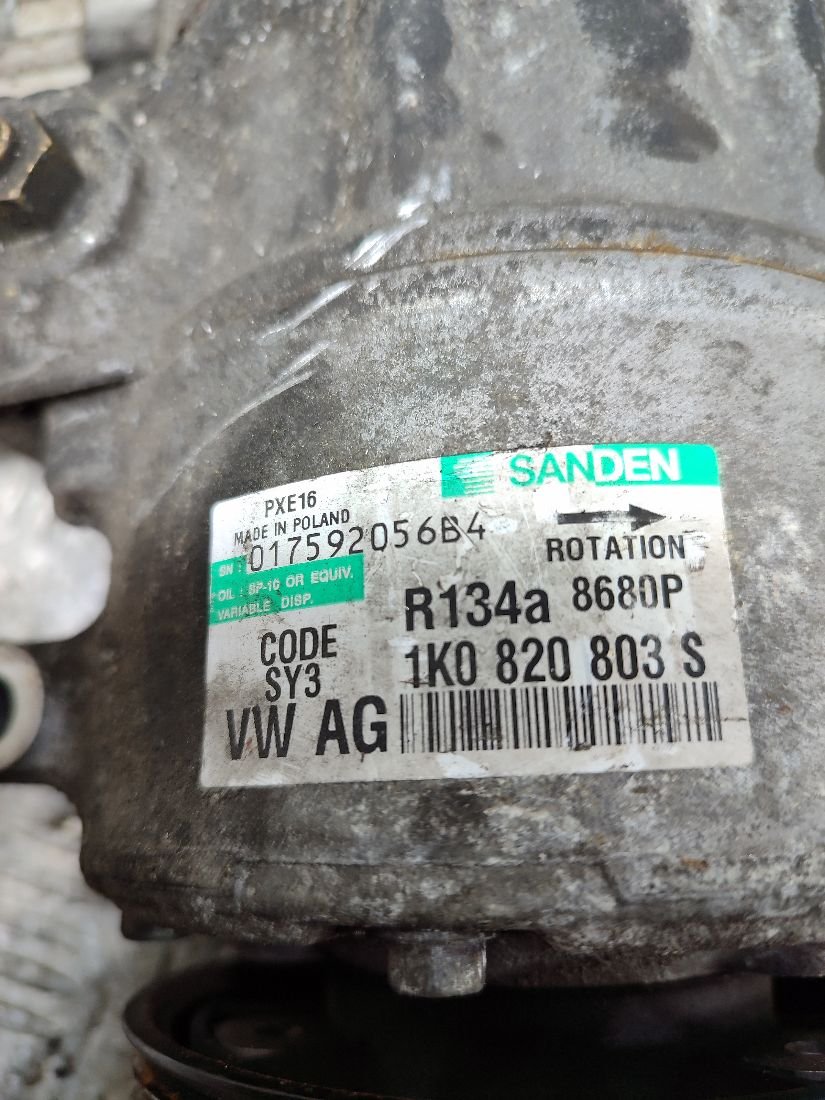 SANDEN
PXE16
MADE IN POLAND
SN : 017592056B4
ROTATION
OIL : SP-10 OR EQUIV.
VARIABLE DISP.
R134a 8680P
CODE
SY3
1K0 820 803 S
VW AG